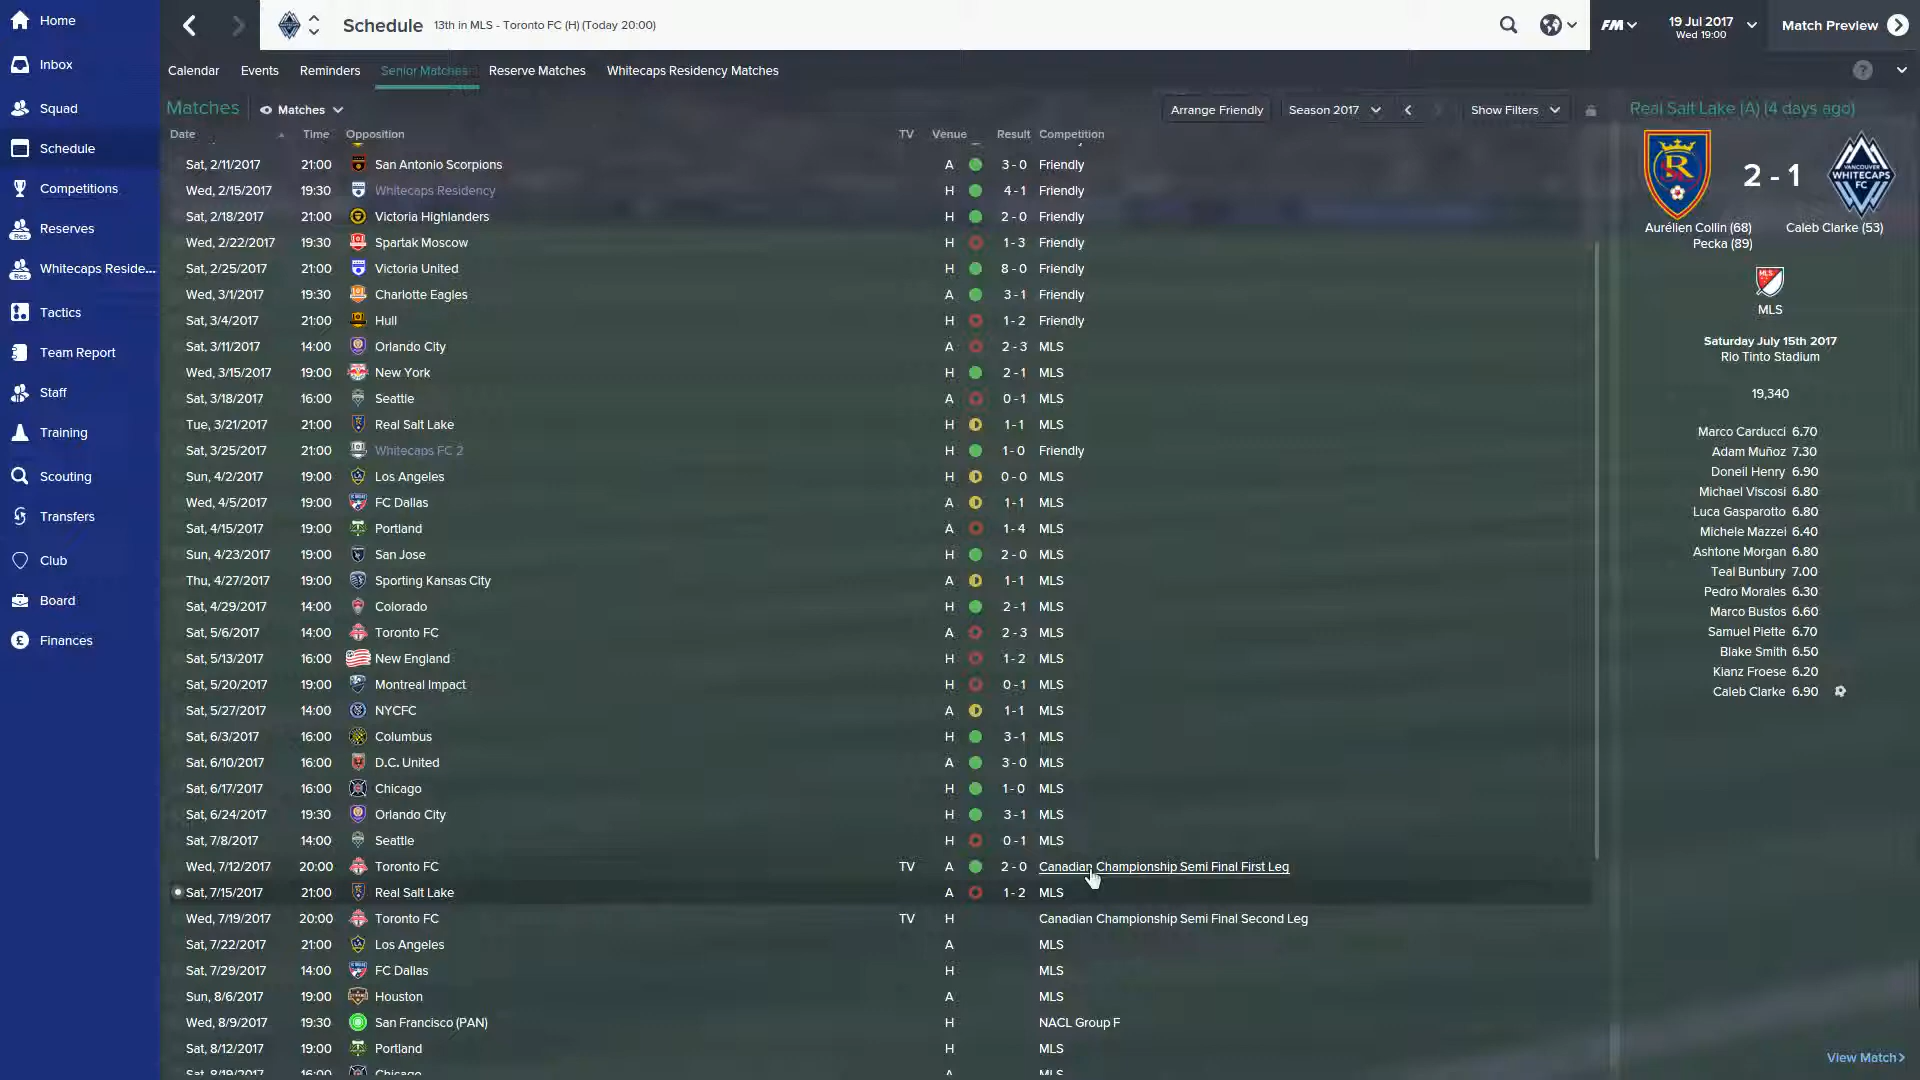 Home
Inbox
Squad
Schedule
Competitions
Reserves
Whitecaps Reside...
Tactics
Team Report
Staff
Training
Scouting
Transfers
Club
Board
Finances
Schedule 13th in MLS - Toronto FC (H) (Today 20:00)
FM
19 Jul 2017
Wed 19:00
Match Preview
Calendar Events Reminders Senior Matches Reserve Matches Whitecaps Residency Matches
Matches Matches Arrange Friendly Season 2017 Show Filters
Date Time Opposition TV Venue Result Competition
Sat, 2/11/2017 21:00 San Antonio Scorpions A 3 - 0 Friendly
Wed, 2/15/2017 19:30 Whitecaps Residency H 4 - 1 Friendly
Sat, 2/18/2017 21:00 Victoria Highlanders H 2 - 0 Friendly
Wed, 2/22/2017 19:30 Spartak Moscow H 1 - 3 Friendly
Sat, 2/25/2017 21:00 Victoria United H 8 - 0 Friendly
Wed, 3/1/2017 19:30 Charlotte Eagles A 3 - 1 Friendly
Sat, 3/4/2017 21:00 Hull H 1 - 2 Friendly
Sat, 3/11/2017 14:00 Orlando City A 2 - 3 MLS
Wed, 3/15/2017 19:00 New York H 2 - 1 MLS
Sat, 3/18/2017 16:00 Seattle A 0 - 1 MLS
Tue, 3/21/2017 21:00 Real Salt Lake H 1 - 1 MLS
Sat, 3/25/2017 21:00 Whitecaps FC 2 H 1 - 0 Friendly
Sun, 4/2/2017 19:00 Los Angeles H 0 - 0 MLS
Wed, 4/5/2017 19:00 FC Dallas A 1 - 1 MLS
Sat, 4/15/2017 19:00 Portland A 1 - 4 MLS
Sun, 4/23/2017 19:00 San Jose H 2 - 0 MLS
Thu, 4/27/2017 19:00 Sporting Kansas City A 1 - 1 MLS
Sat, 4/29/2017 14:00 Colorado H 2 - 1 MLS
Sat, 5/6/2017 14:00 Toronto FC A 2 - 3 MLS
Sat, 5/13/2017 16:00 New England H 1 - 2 MLS
Sat, 5/20/2017 19:00 Montreal Impact H 0 - 1 MLS
Sat, 5/27/2017 14:00 NYCFC A 1 - 1 MLS
Sat, 6/3/2017 16:00 Columbus H 3 - 1 MLS
Sat, 6/10/2017 16:00 D.C. United A 3 - 0 MLS
Sat, 6/17/2017 16:00 Chicago H 1 - 0 MLS
Sat, 6/24/2017 19:30 Orlando City H 3 - 1 MLS
Sat, 7/8/2017 14:00 Seattle H 0 - 1 MLS
Wed, 7/12/2017 20:00 Toronto FC TV A 2 - 0 Canadian Championship Semi Final First Leg
Sat, 7/15/2017 21:00 Real Salt Lake A 1 - 2 MLS
Wed, 7/19/2017 20:00 Toronto FC TV H Canadian Championship Semi Final Second Leg
Sat, 7/22/2017 21:00 Los Angeles A MLS
Sat, 7/29/2017 14:00 FC Dallas H MLS
Sun, 8/6/2017 19:00 Houston A MLS
Wed, 8/9/2017 19:30 San Francisco (PAN) H NACL Group F
Sat, 8/12/2017 19:00 Portland H MLS
Sat, 8/19/2017 16:00 Chicago A MLS
Real Salt Lake (A) (4 days ago)
2 - 1
VANCOUVER
WHITECAPS
FC
Aurélien Collin (68) Caleb Clarke (53)
Pecka (89)
MLS
MLS
Saturday July 15th 2017
Rio Tinto Stadium
19,340
Marco Carducci 6.70
Adam Muñoz 7.30
Doneil Henry 6.90
Michael Viscosi 6.80
Luca Gasparotto 6.80
Michele Mazzei 6.40
Ashtone Morgan 6.80
Teal Bunbury 7.00
Pedro Morales 6.30
Marco Bustos 6.60
Samuel Piette 6.70
Blake Smith 6.50
Kianz Froese 6.20
Caleb Clarke 6.90
View Match>